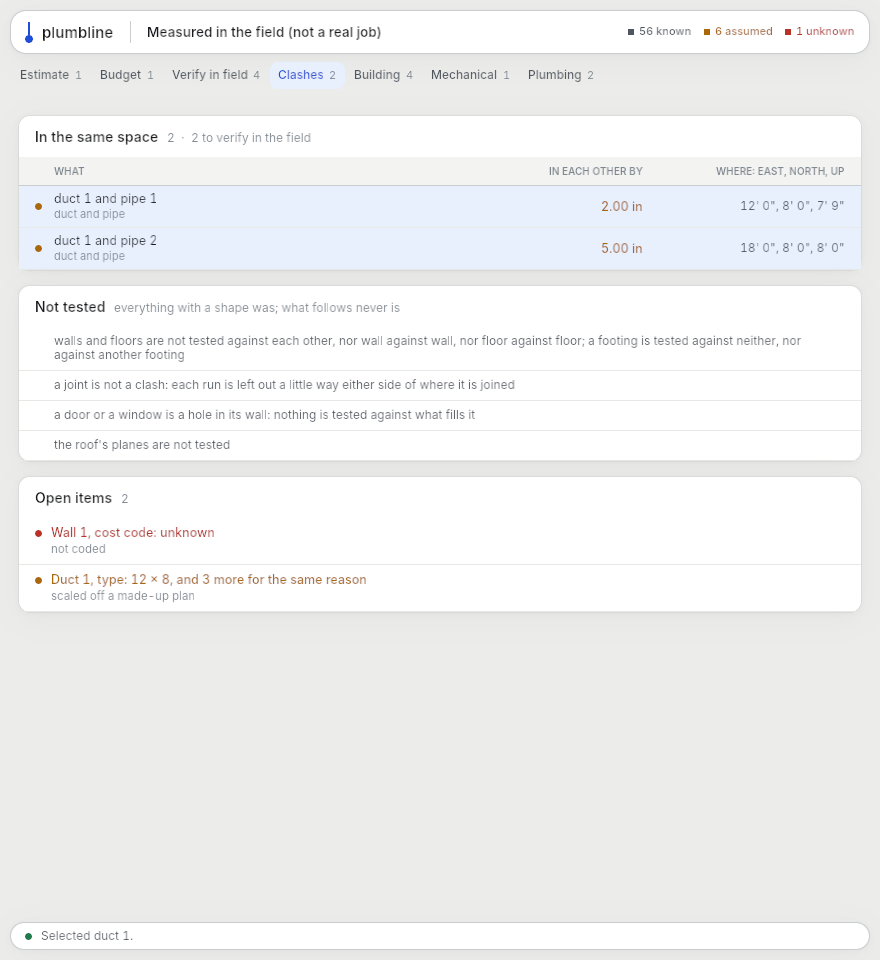 plumbline
Measured in the field (not a real job)
56 known
6 assumed
1 unknown
Estimate 1
Budget 1
Verify in field 4
Clashes 2
Building 4
Mechanical 1
Plumbing 2
In the same space 2 · 2 to verify in the field
WHAT
IN EACH OTHER BY
WHERE: EAST, NORTH, UP
duct 1 and pipe 1
duct and pipe
2.00 in
12' 0", 8' 0", 7' 9"
duct 1 and pipe 2
duct and pipe
5.00 in
18' 0", 8' 0", 8' 0"
Not tested everything with a shape was; what follows never is
walls and floors are not tested against each other, nor wall against wall, nor floor against floor; a footing is tested against neither, nor
against another footing
a joint is not a clash: each run is left out a little way either side of where it is joined
a door or a window is a hole in its wall: nothing is tested against what fills it
the roof's planes are not tested
Open items 2
Wall 1, cost code: unknown
not coded
Duct 1, type: 12 × 8, and 3 more for the same reason
scaled off a made-up plan
Selected duct 1.